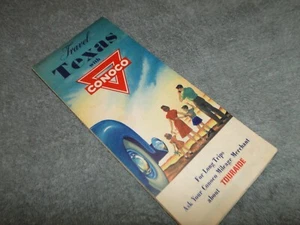 Travel
Texas
with
CONOCO
For Long Trips
Ask Your Conoco Mileage Merchant
about TOURAIDE